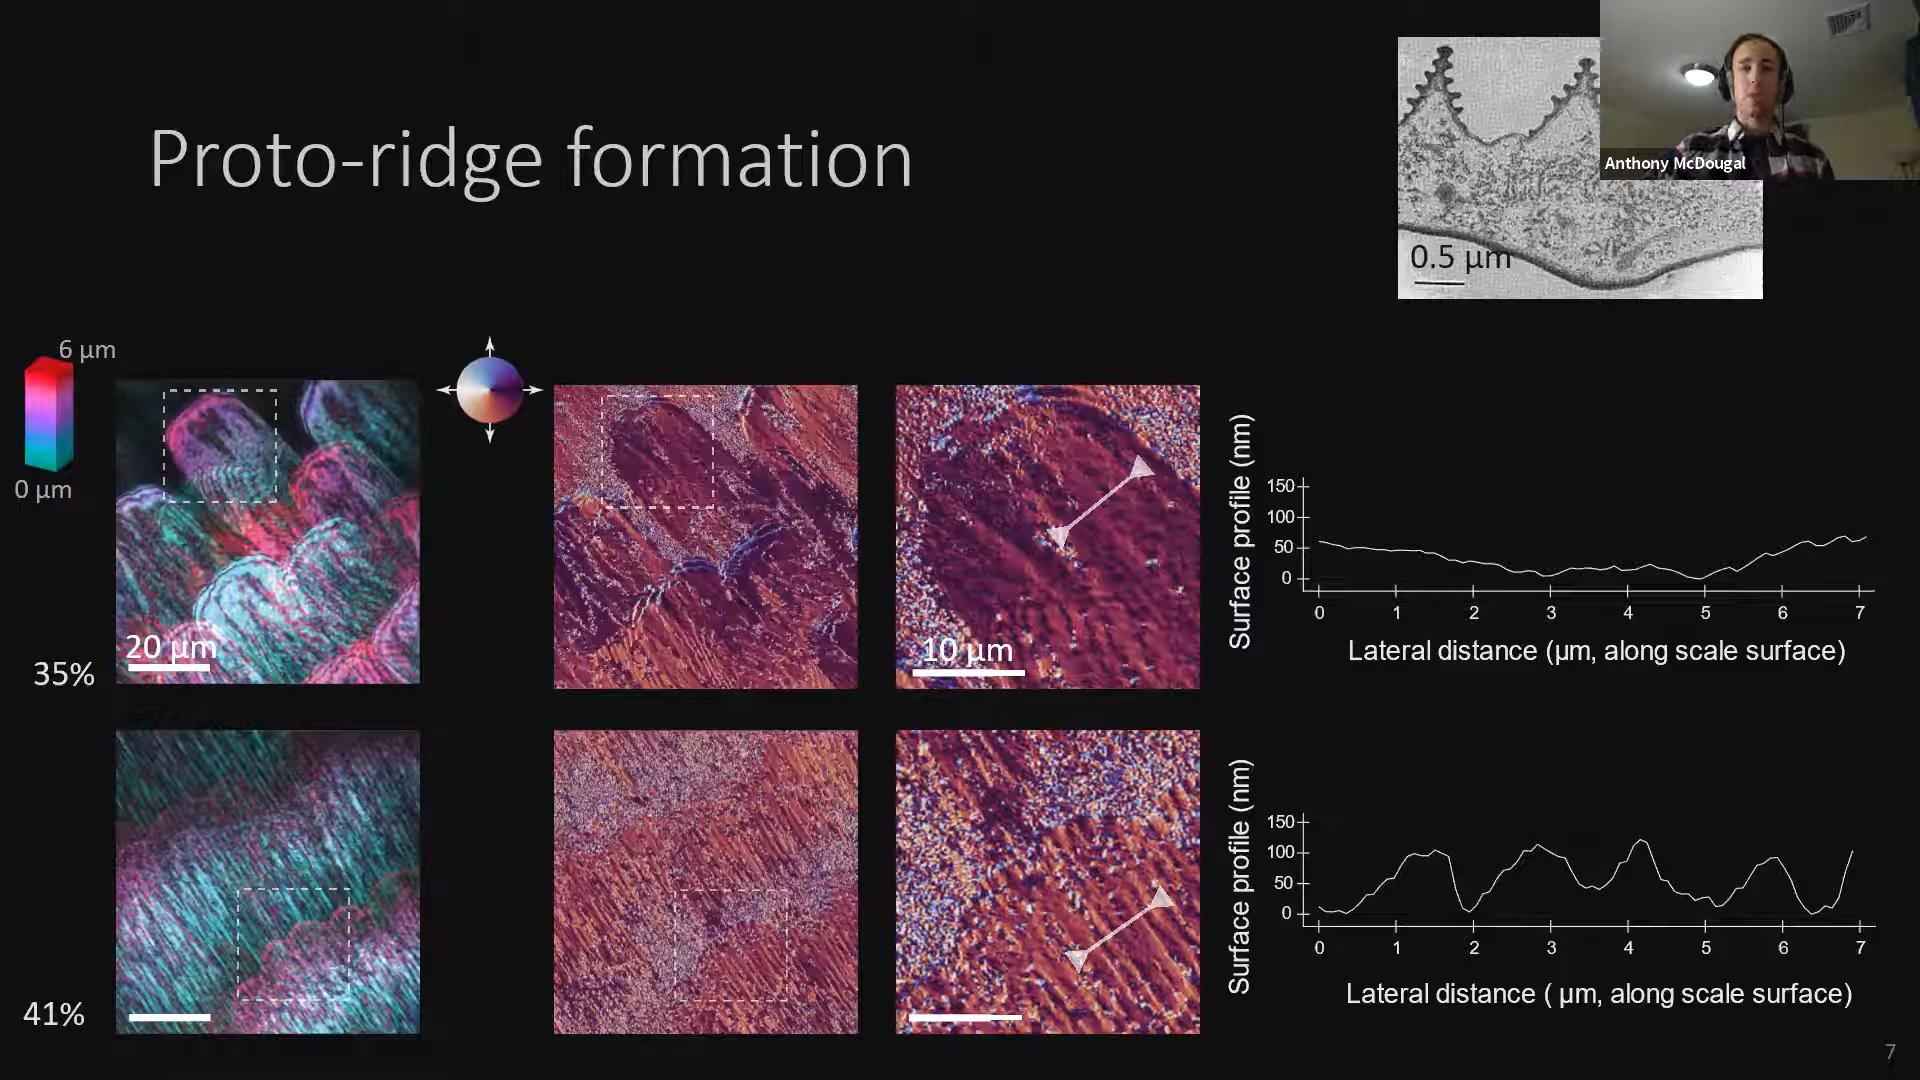 Anthony McDougal
Proto-ridge formation
0.5 µm
6 µm
0 µm
35%
20 µm
10 µm
Surface profile (nm)
150
100
50
0
0 1 2 3 4 5 6 7
Lateral distance (µm, along scale surface)
41%
Surface profile (nm)
150
100
50
0
0 1 2 3 4 5 6 7
Lateral distance ( µm, along scale surface)
7